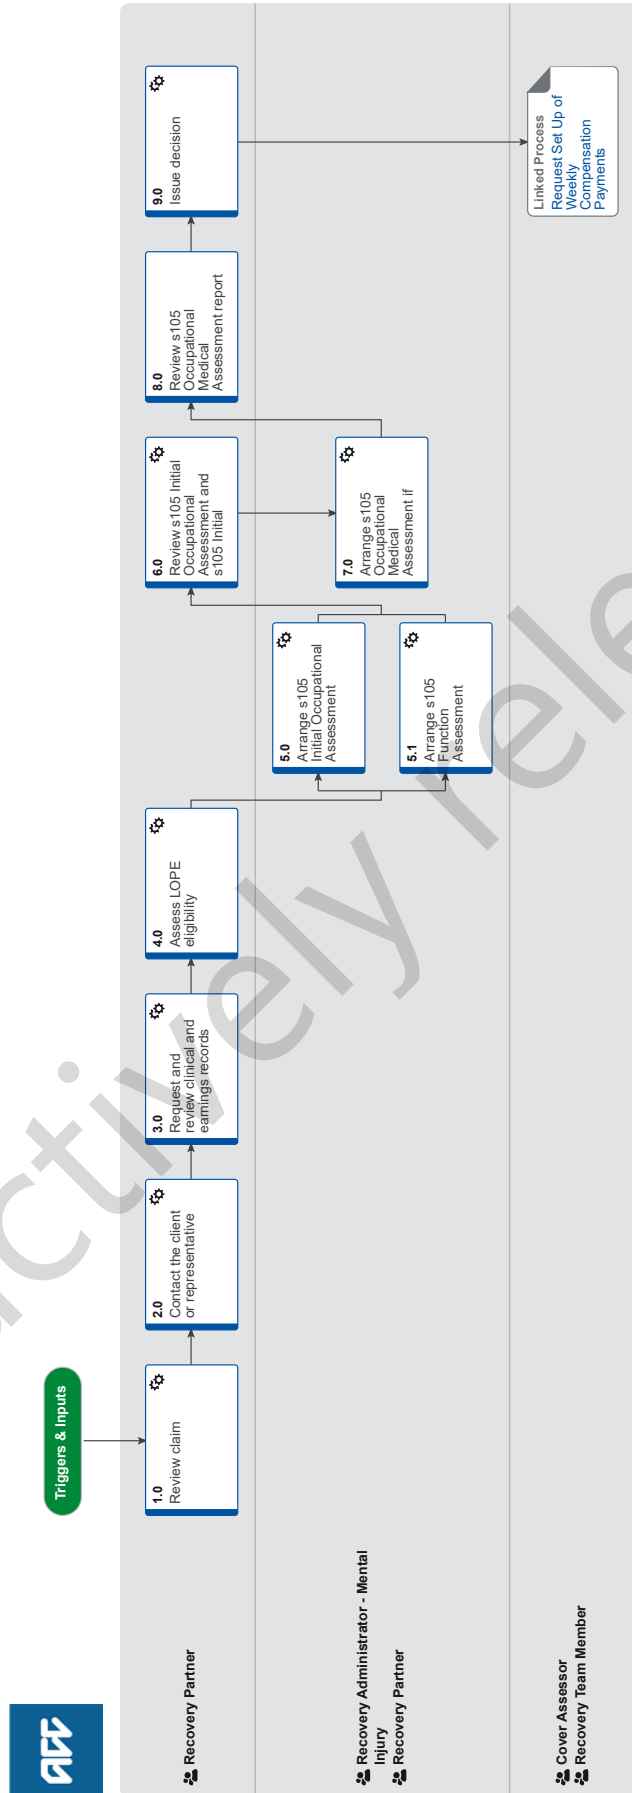 ACC
Triggers & Inputs
Recovery Partner
1.0
Review claim
2.0
Contact the client
or representative
3.0
Request and
review clinical and
earnings records
4.0
Assess LOPE
eligibility
6.0
Review s105 Initial
Occupational
Assessment and
s105 Initial
8.0
Review s105
Occupational
Medical
Assessment report
9.0
Issue decision
Recovery Administrator - Mental
Injury
Recovery Partner
5.0
Arrange s105
Initial Occupational
Assessment
5.1
Arrange s105
Function
Assessment
7.0
Arrange s105
Occupational
Medical
Assessment if
Cover Assessor
Recovery Team Member
Linked Process
Request Set Up of
Weekly
Compensation
Payments
actively rele